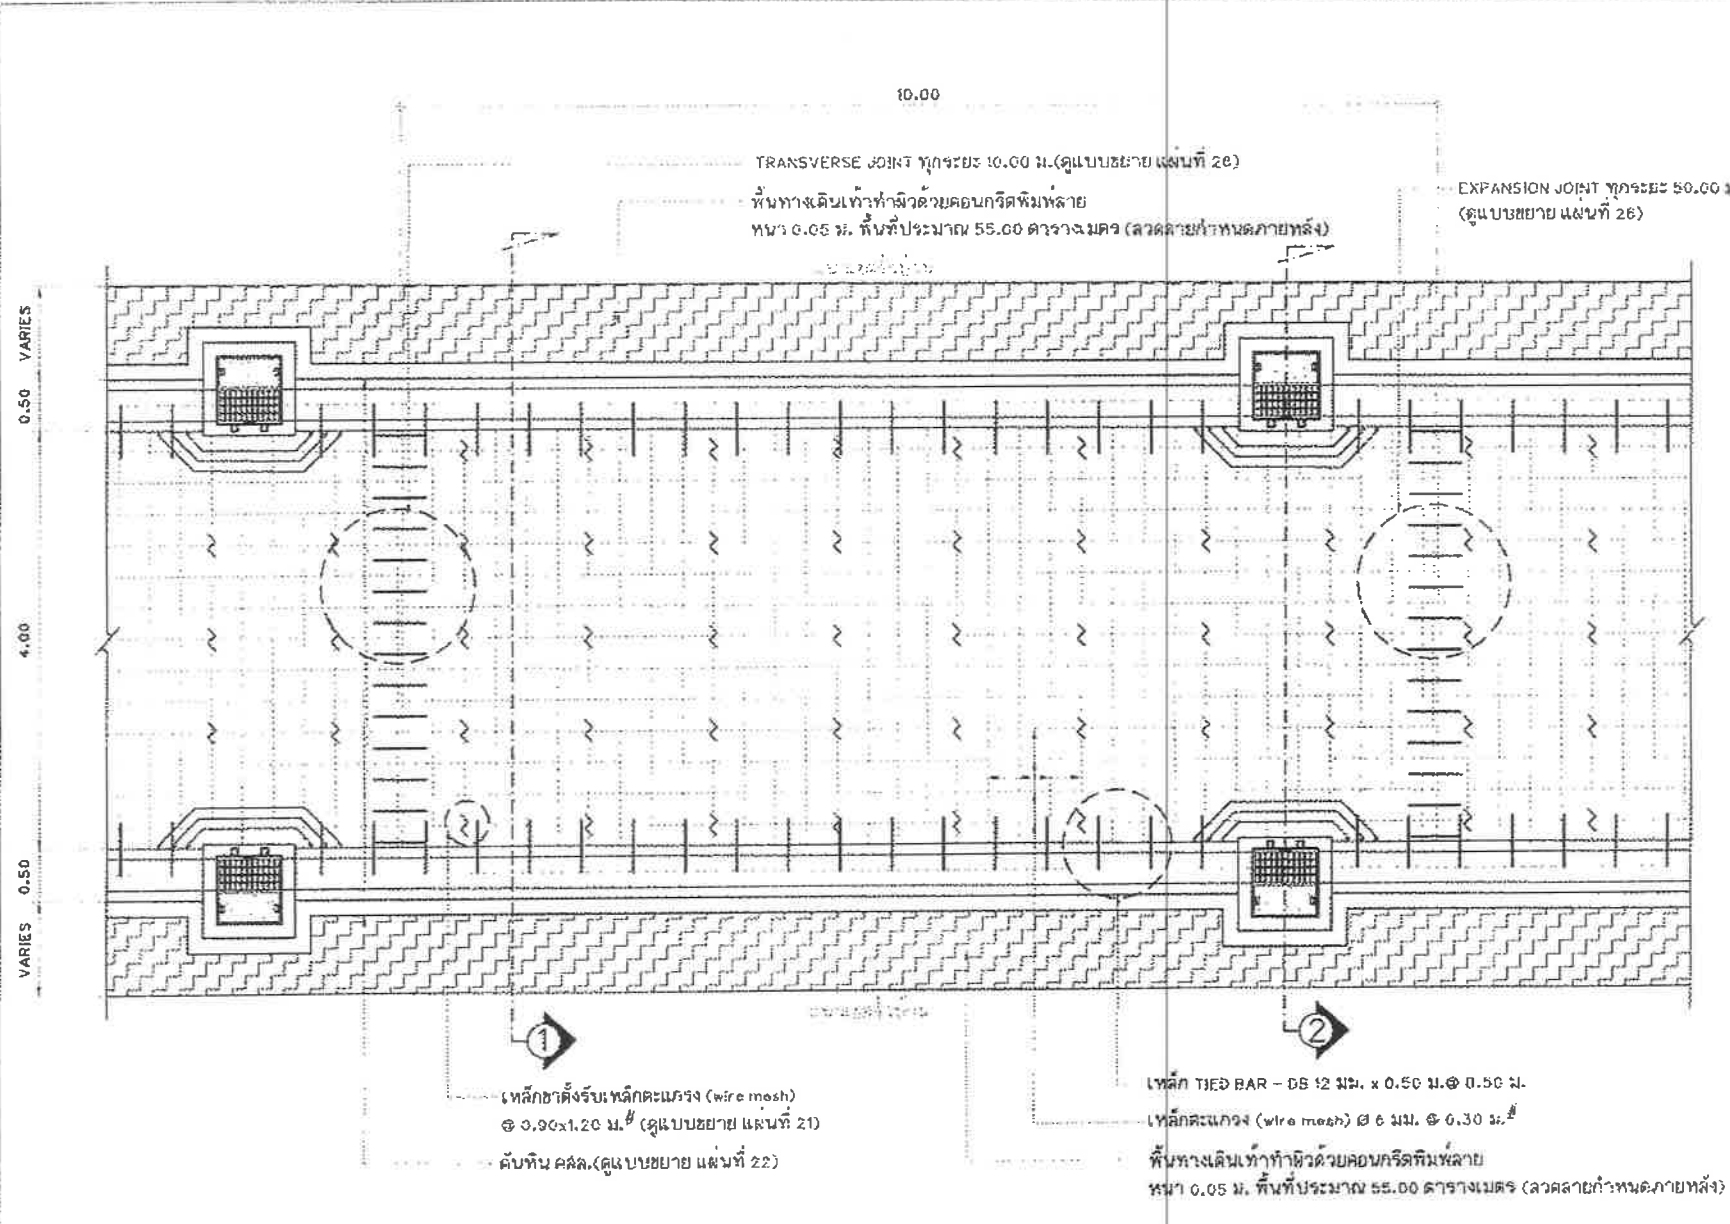 10.00
TRANSVERSE JOINT ทุกระยะ 10.00 ม.(ดูแบบขยาย แผ่นที่ 26)
พื้นทางเดินเท้าทำผิวด้วยคอนกรีตพิมพ์ลาย
หนา 0.05 ม. พื้นที่ประมาณ 55.00 ตารางเมตร (ลวดลายกำหนดภายหลัง)
EXPANSION JOINT ทุกระยะ 50.00 ม
(ดูแบบขยาย แผ่นที่ 26)
VARIES
0.50
4.00
0.50
VARIES
1
2
เหล็กขาตั้งรับเหล็กตะแกรง (wire mesh)
@ 0.90x1.20 ม.# (ดูแบบขยาย แผ่นที่ 21)
คันหิน คสล.(ดูแบบขยาย แผ่นที่ 22)
เหล็ก TIED BAR - DB 12 มม. x 0.50 ม.@ 0.50 ม.
เหล็กตะแกรง (wire mesh) Ø 6 มม. @ 0.30 ม.#
พื้นทางเดินเท้าทำผิวด้วยคอนกรีตพิมพ์ลาย
หนา 0.05 ม. พื้นที่ประมาณ 55.00 ตารางเมตร (ลวดลายกำหนดภายหลัง)